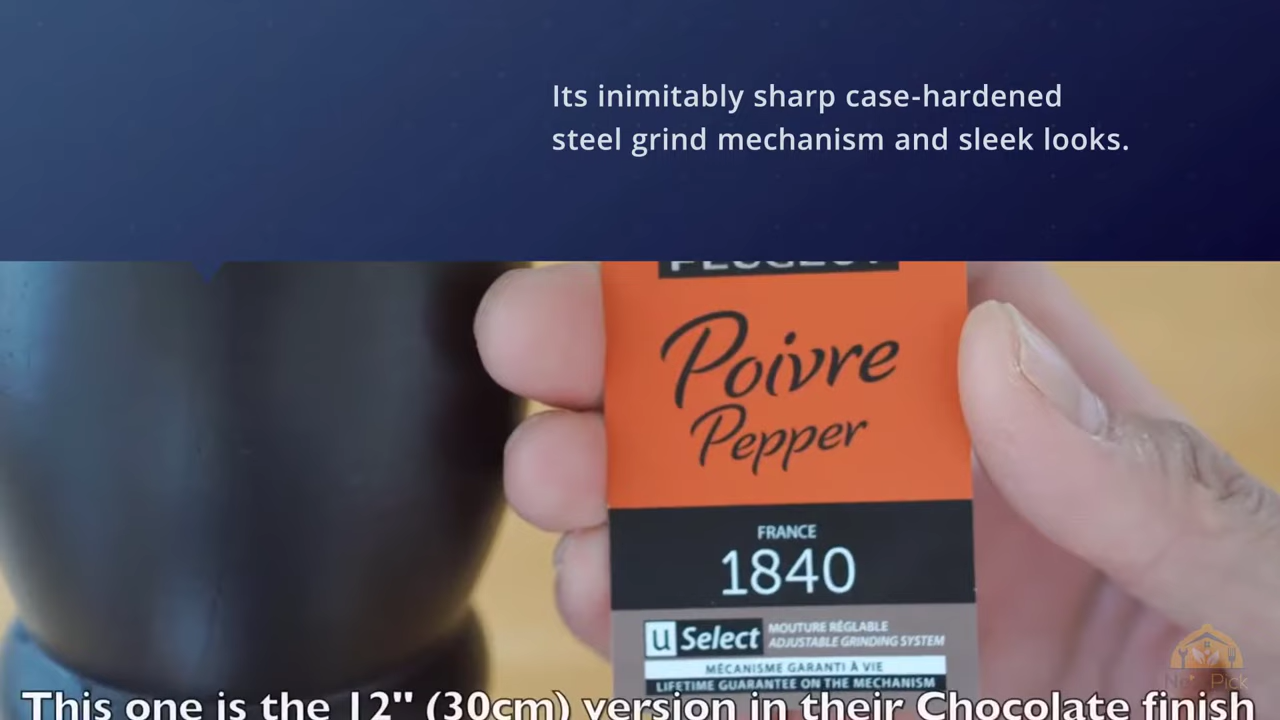 Its inimitably sharp case-hardened
steel grind mechanism and sleek looks.
PEUGEOT
Poivre
Pepper
FRANCE
1840
u Select
MOUTURE RÉGLABLE
ADJUSTABLE GRINDING SYSTEM
MÉCANISME GARANTI À VIE
LIFETIME GUARANTEE ON THE MECHANISM
Pick
This one is the 12" (30cm) version in their Chocolate finish